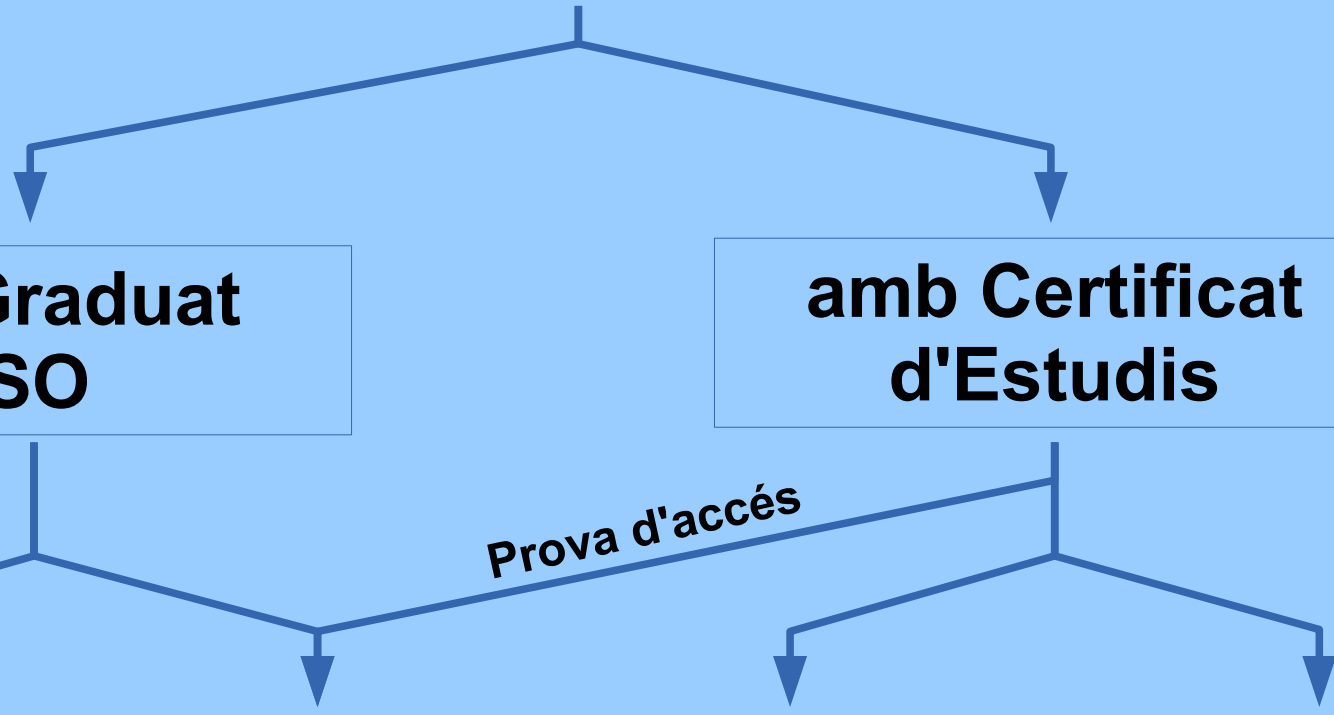 Graduat
SO
amb Certificat
d'Estudis
Prova d'accés